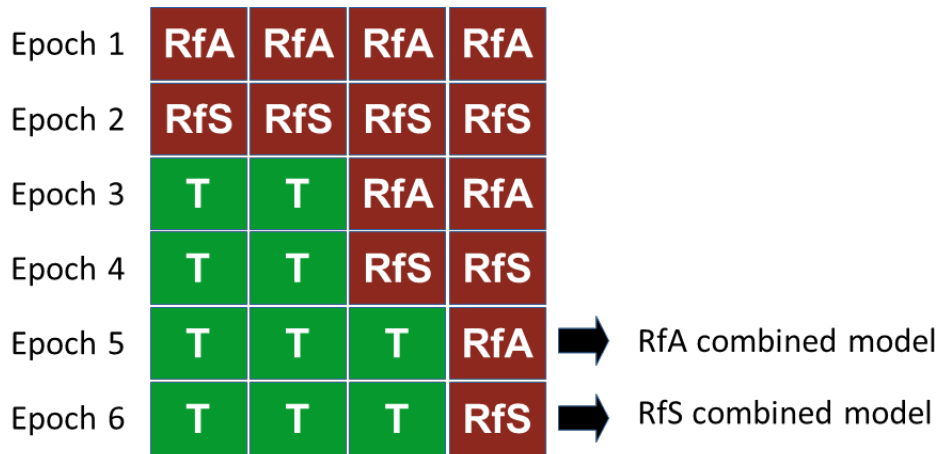 Epoch 1 RfA RfA RfA RfA
Epoch 2 RfS RfS RfS RfS
Epoch 3 T T RfA RfA
Epoch 4 T T RfS RfS
Epoch 5 T T T RfA RfA combined model
Epoch 6 T T T RfS RfS combined model